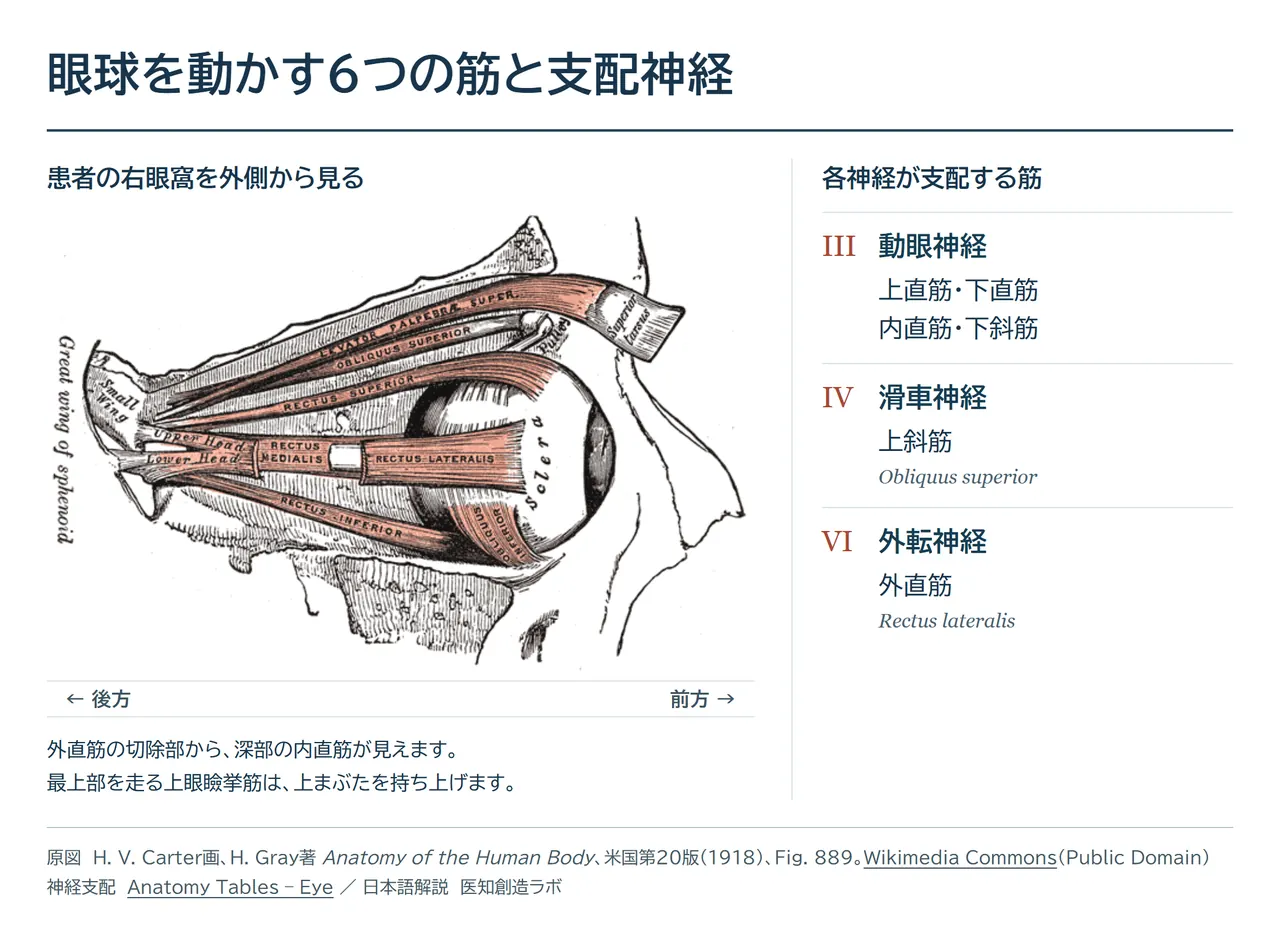 眼球を動かす6つの筋と支配神経
患者の右眼窩を外側から見る
LEVATOR PALPEBRÆ SUPER.
OBLIQUUS SUPERIOR
RECTUS SUPERIOR
Superior tarsus
Pulley
Great wing of sphenoid
Small Wing
Upper Head
Lower Head
RECTUS MEDIALIS
RECTUS LATERALIS
Sclera
RECTUS INFERIOR
OBLIQUUS INFERIOR
← 後方
前方 →
外直筋の切除部から、深部の内直筋が見えます。
最上部を走る上眼瞼挙筋は、上まぶたを持ち上げます。
各神経が支配する筋
III 動眼神経
上直筋・下直筋
内直筋・下斜筋
IV 滑車神経
上斜筋
Obliquus superior
VI 外転神経
外直筋
Rectus lateralis
原図 H. V. Carter画、H. Gray著 Anatomy of the Human Body、米国第20版(1918)、Fig. 889。Wikimedia Commons(Public Domain)
神経支配 Anatomy Tables – Eye ／ 日本語解説 医知創造ラボ